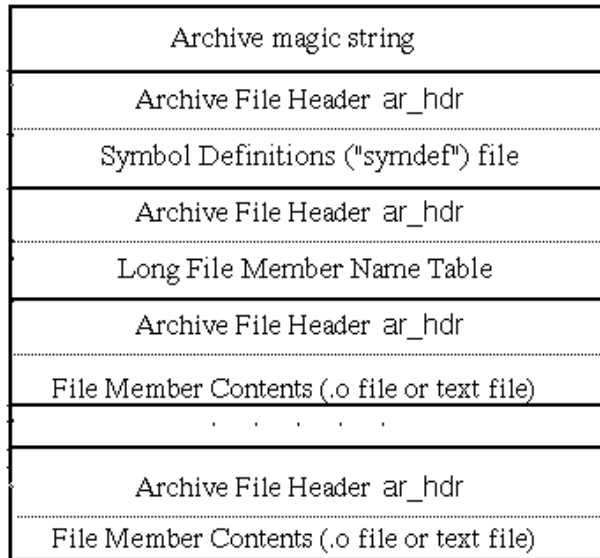 Archive magic string
Archive File Header ar_hdr
Symbol Definitions ("symdef") file
Archive File Header ar_hdr
Long File Member Name Table
Archive File Header ar_hdr
File Member Contents (.o file or text file)
. . . . .
Archive File Header ar_hdr
File Member Contents (.o file or text file)